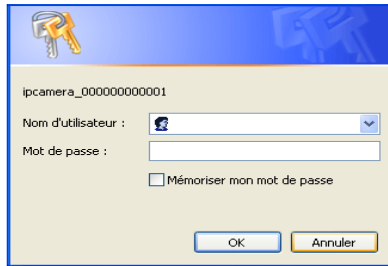 ipcamera_000000000001
Nom d'utilisateur :
Mot de passe :
Mémoriser mon mot de passe
OK Annuler